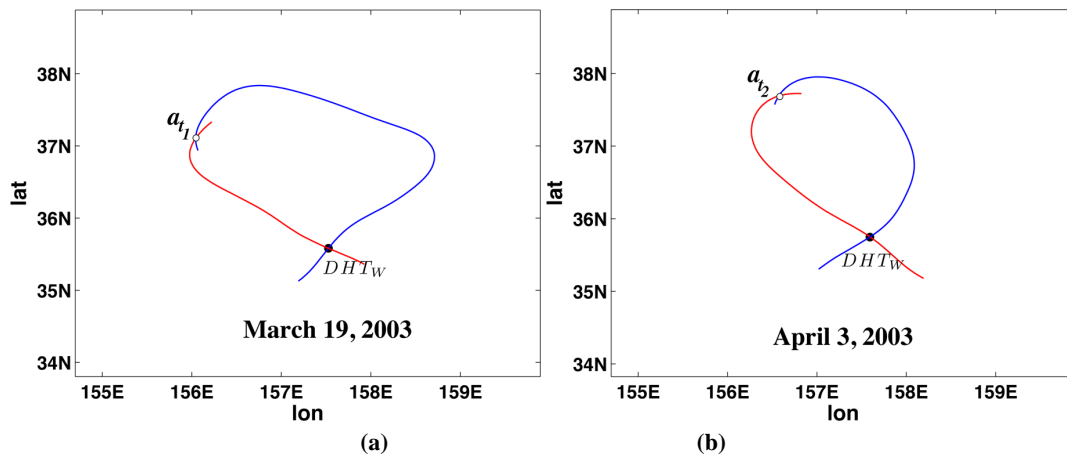 38N
37N
36N
35N
34N
lat
a_{t_1}
DHT_W
March 19, 2003
155E 156E 157E 158E 159E
lon
(a)
38N
37N
36N
35N
34N
lat
a_{t_2}
DHT_W
April 3, 2003
155E 156E 157E 158E 159E
lon
(b)